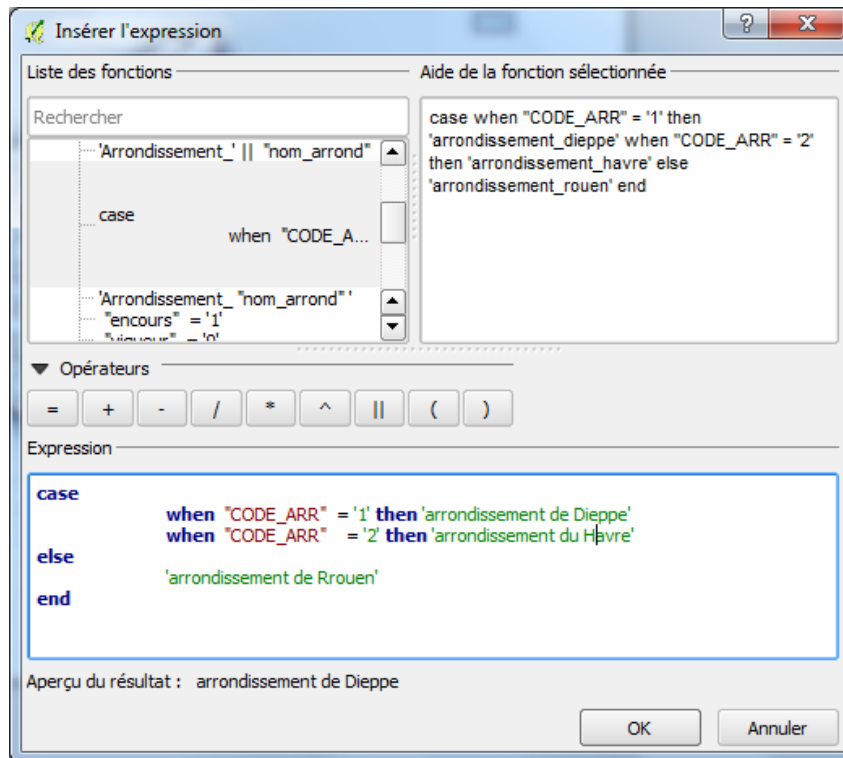 Insérer l'expression
Liste des fonctions
Rechercher
'Arrondissement_' || "nom_arrond"
case
when "CODE_A...
'Arrondissement_ "nom_arrond" '
"encours" = '1'
"vigueur" = '0'
Aide de la fonction sélectionnée
case when "CODE_ARR" = '1' then
'arrondissement_dieppe' when "CODE_ARR" = '2'
then 'arrondissement_havre' else
'arrondissement_rouen' end
Opérateurs
= + - / * ^ || ( )
Expression
case
when "CODE_ARR" = '1' then 'arrondissement de Dieppe'
when "CODE_ARR" = '2' then 'arrondissement du Havre'
else
'arrondissement de Rrouen'
end
Aperçu du résultat : arrondissement de Dieppe
OK Annuler